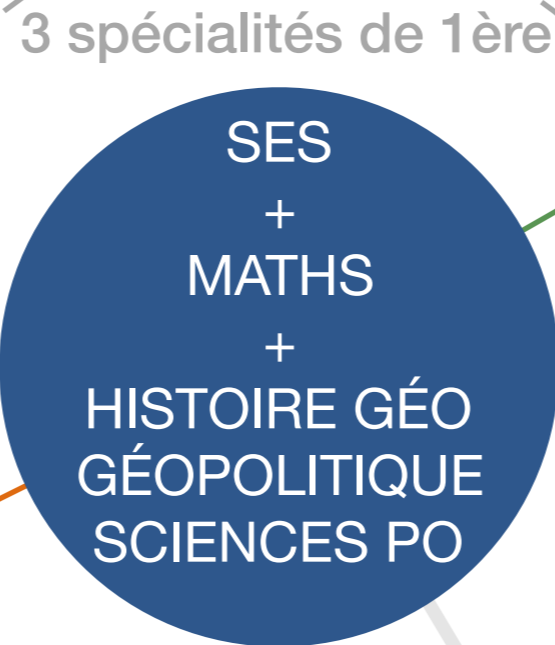 3 spécialités de 1ère
SES
+
MATHS
+
HISTOIRE GÉO
GÉOPOLITIQUE
SCIENCES PO